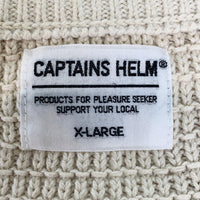 CAPTAINS HELM®
PRODUCTS FOR PLEASURE SEEKER
SUPPORT YOUR LOCAL
X-LARGE